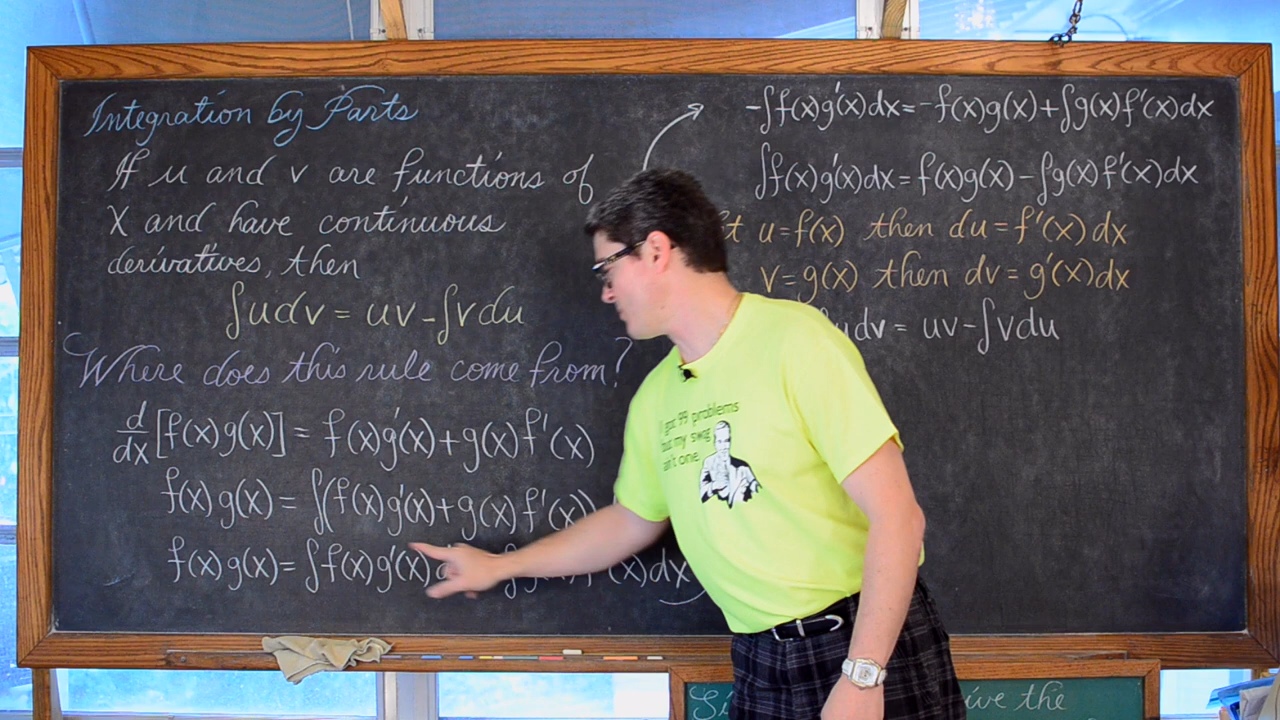 Integration by Parts
If u and v are functions of
x and have continuous
derivatives, then
∫udv = uv - ∫vdu
Where does this rule come from?
d/dx [f(x)g(x)] = f(x)g'(x)+g(x)f'(x)
f(x)g(x) = ∫(f(x)g'(x)+g(x)f'(x))
f(x)g(x) = ∫f(x)g'(x) (x)dx
-∫f(x)g'(x)dx = -f(x)g(x)+∫g(x)f'(x)dx
∫f(x)g'(x)dx = f(x)g(x) - ∫g(x)f'(x)dx
u=f(x) then du=f'(x)dx
v=g(x) then dv=g'(x)dx
udv = uv-∫vdu
I got 99 problems
but my swag
ain't one
the